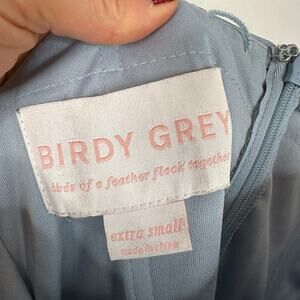 BIRDY GREY
birds of a feather flock together
extra small
made in china